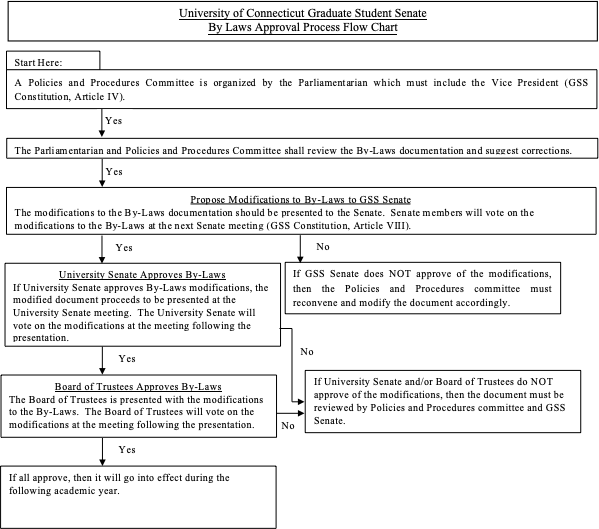 University of Connecticut Graduate Student Senate
By Laws Approval Process Flow Chart
Start Here:
A Policies and Procedures Committee is organized by the Parliamentarian which must include the Vice President (GSS
Constitution, Article IV).
Yes
The Parliamentarian and Policies and Procedures Committee shall review the By-Laws documentation and suggest corrections.
Yes
Propose Modifications to By-Laws to GSS Senate
The modifications to the By-Laws documentation should be presented to the Senate. Senate members will vote on the
modifications to the By-Laws at the next Senate meeting (GSS Constitution, Article VIII).
Yes
No
University Senate Approves By-Laws
If University Senate approves By-Laws modifications, the
modified document proceeds to be presented at the
University Senate meeting. The University Senate will
vote on the modifications at the meeting following the
presentation.
If GSS Senate does NOT approve of the modifications,
then the Policies and Procedures committee must
reconvene and modify the document accordingly.
Yes
No
Board of Trustees Approves By-Laws
The Board of Trustees is presented with the modifications
to the By-Laws. The Board of Trustees will vote on the
modifications at the meeting following the presentation.
If University Senate and/or Board of Trustees do NOT
approve of the modifications, then the document must be
reviewed by Policies and Procedures committee and GSS
Senate.
No
Yes
If all approve, then it will go into effect during the
following academic year.